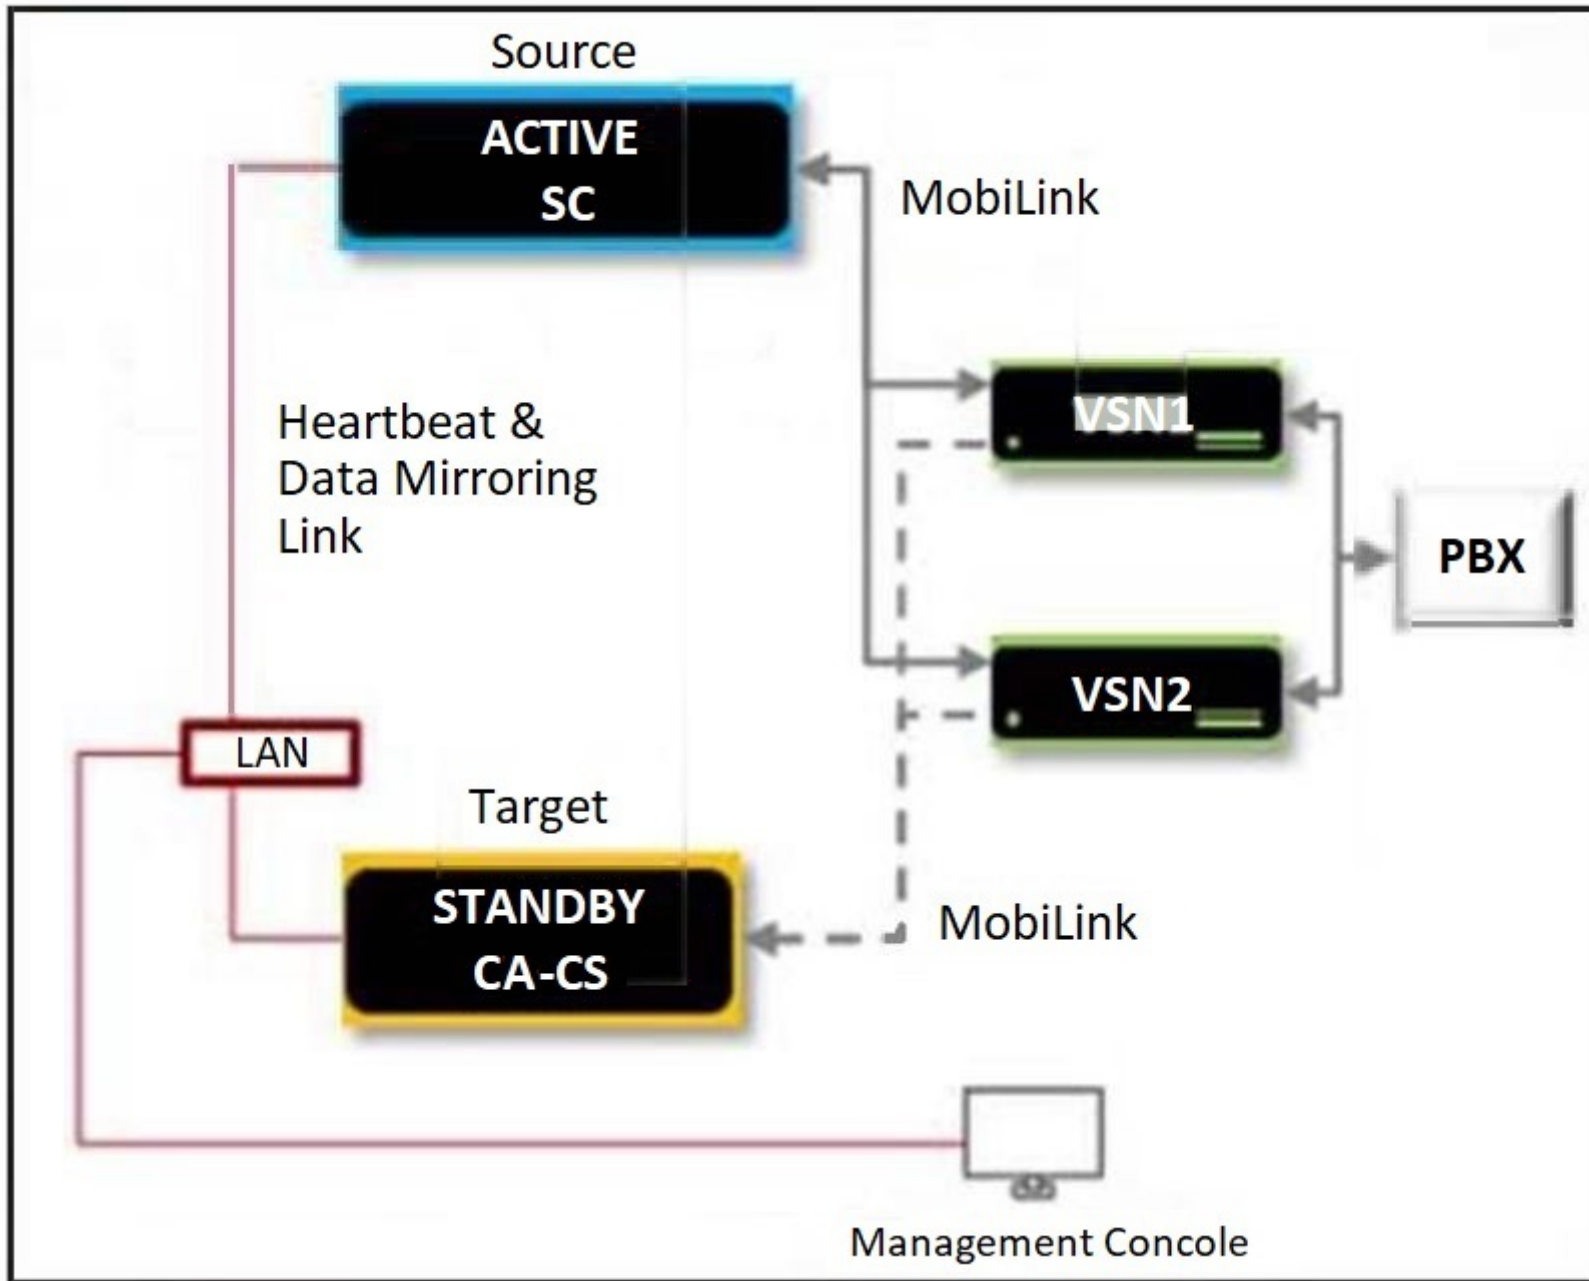 Source
ACTIVE
SC
MobiLink
Heartbeat &
Data Mirroring
Link
VSN1
PBX
VSN2
LAN
Target
STANDBY
CA-CS
MobiLink
Management Concole